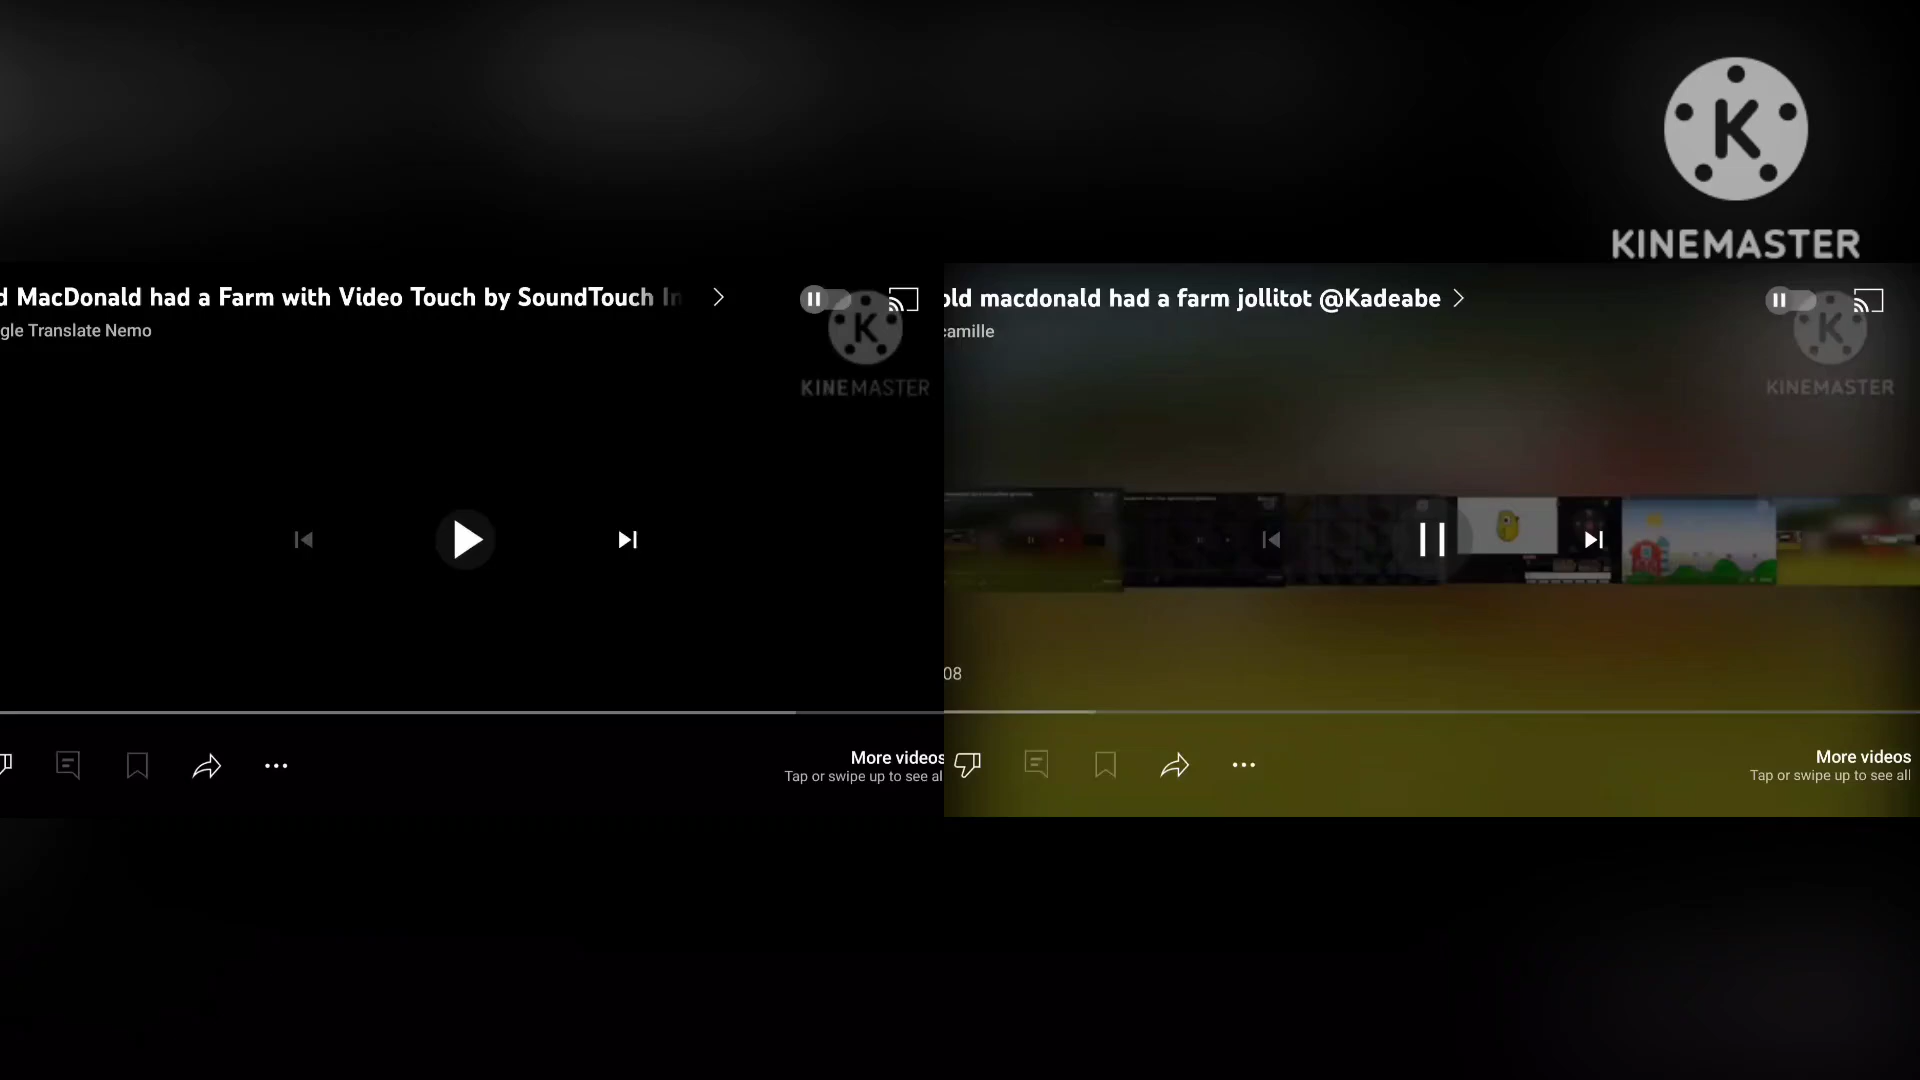 KINEMASTER
d MacDonald had a Farm with Video Touch by SoundTouch In
gle Translate Nemo
KINEMASTER
More videos
Tap or swipe up to see al
old macdonald had a farm jollitot @Kadeabe
camille
KINEMASTER
08
More videos
Tap or swipe up to see all